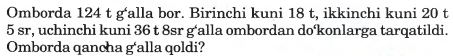 Omborda 124 t g‘alla bor. Birinchi kuni 18 t, ikkinchi kuni 20 t
5 sr, uchinchi kuni 36 t 8sr g‘alla ombordan do‘konlarga tarqatildi.
Omborda qancha g‘alla qoldi?